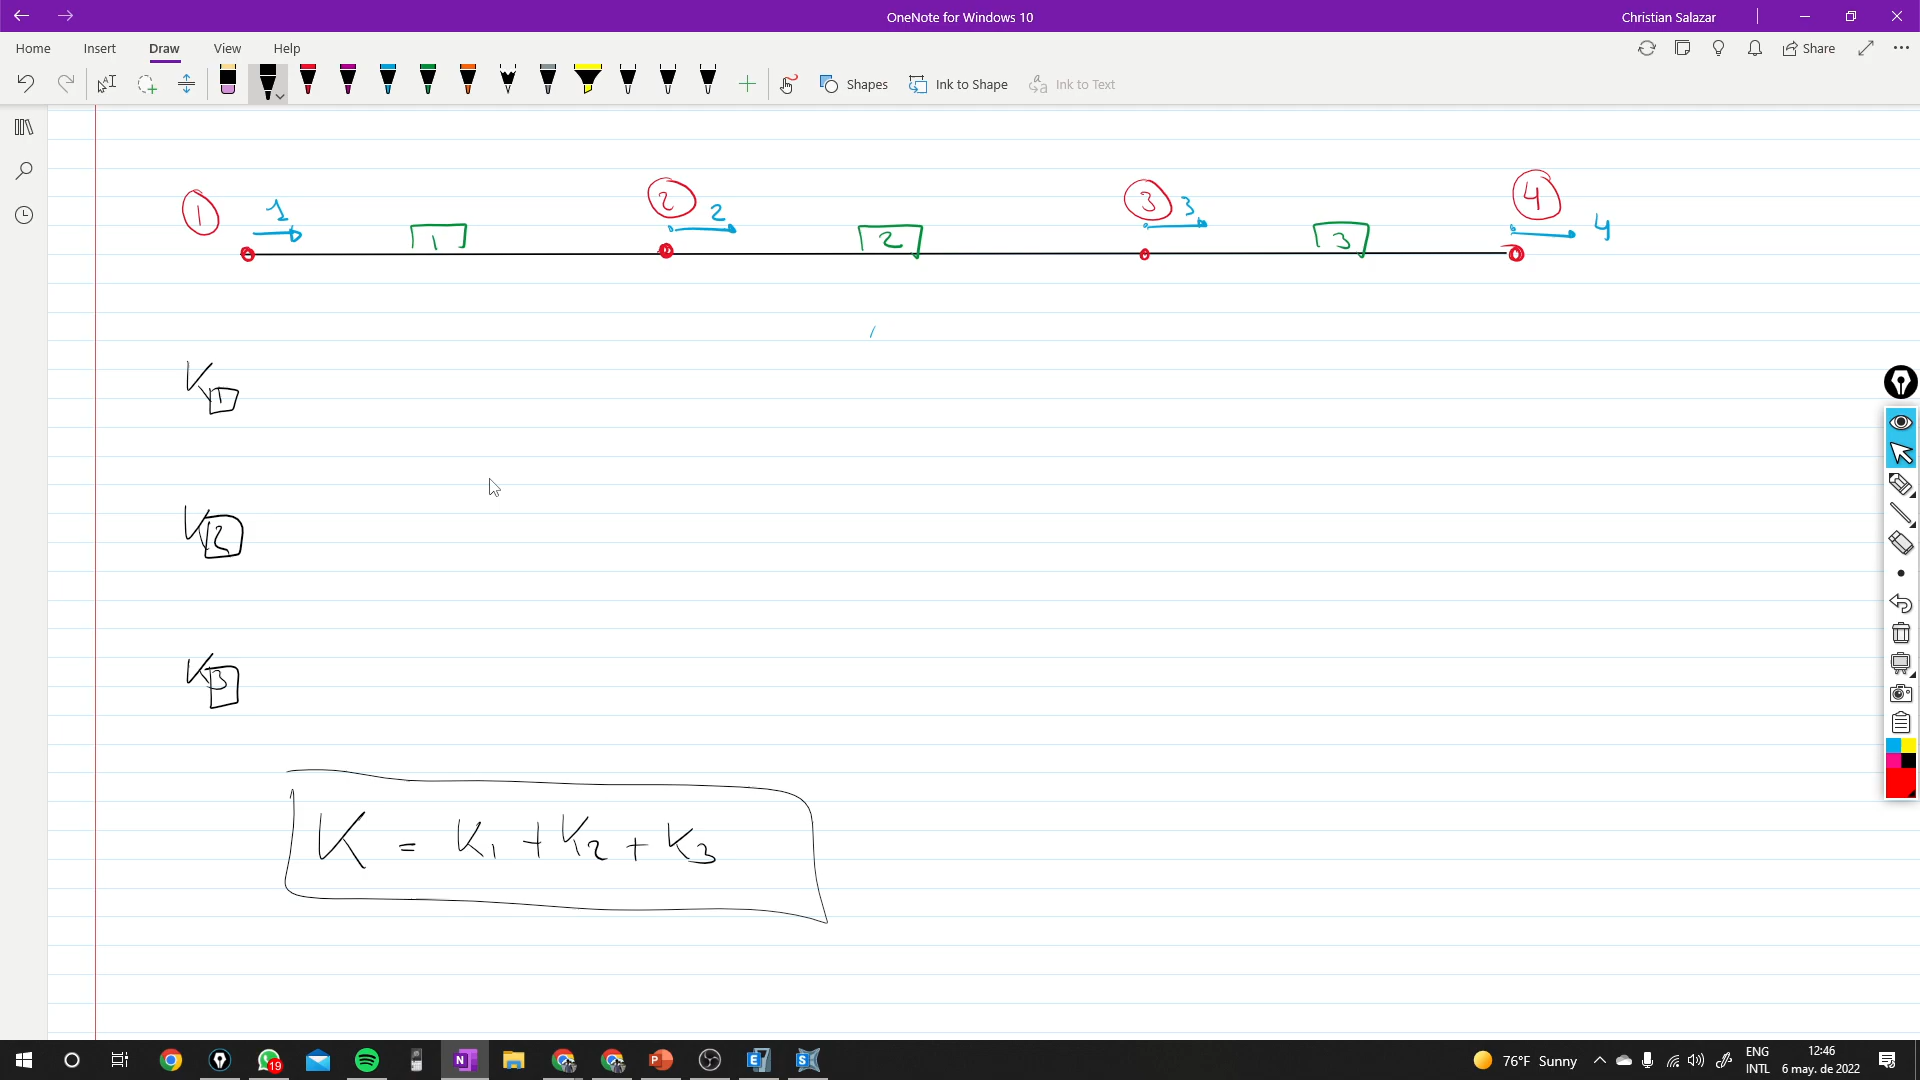 OneNote for Windows 10
Christian Salazar
Home Insert Draw View Help
Share
Shapes
Ink to Shape
Ink to Text
1 1 1 2 2 2 3 3 3 4 4
K1
K2
K3
K = K1 + K2 + K3
19
76°F Sunny
ENG
INTL
12:46
6 may. de 2022